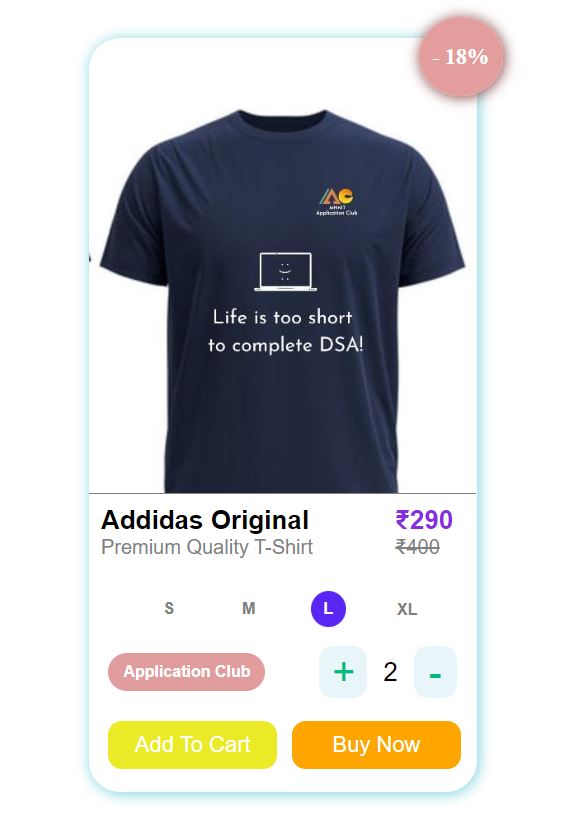 - 18%
AC
Application Club
Life is too short
to complete DSA!
Addidas Original
₹290
Premium Quality T-Shirt
₹400
S M L XL
Application Club
+ 2 -
Add To Cart
Buy Now